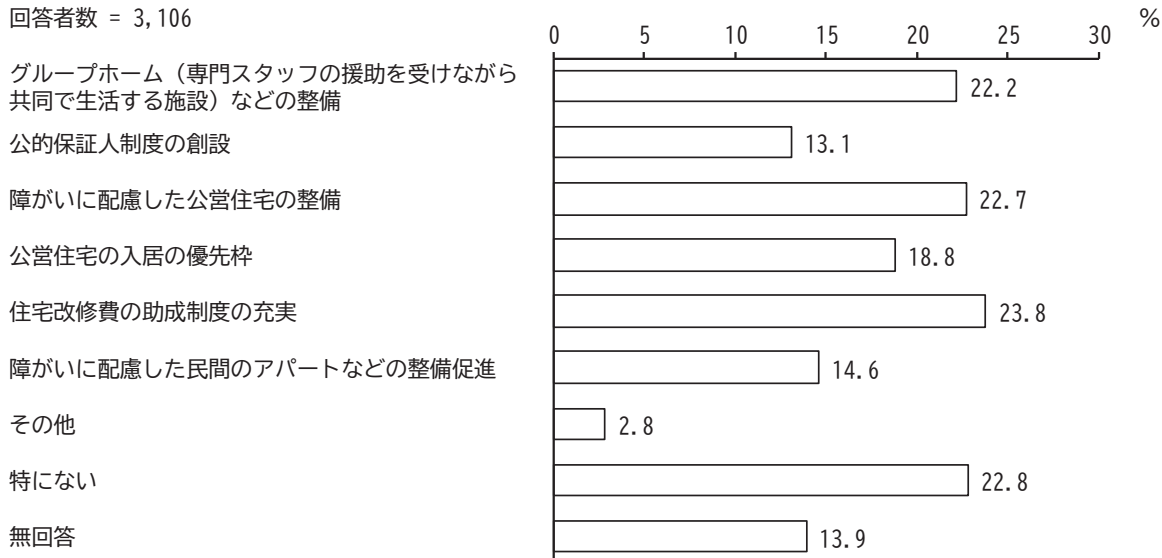 回答者数 = 3,106
%
0 5 10 15 20 25 30
グループホーム（専門スタッフの援助を受けながら
共同で生活する施設）などの整備
22.2
公的保証人制度の創設 13.1
障がいに配慮した公営住宅の整備 22.7
公営住宅の入居の優先枠 18.8
住宅改修費の助成制度の充実 23.8
障がいに配慮した民間のアパートなどの整備促進 14.6
その他 2.8
特にない 22.8
無回答 13.9